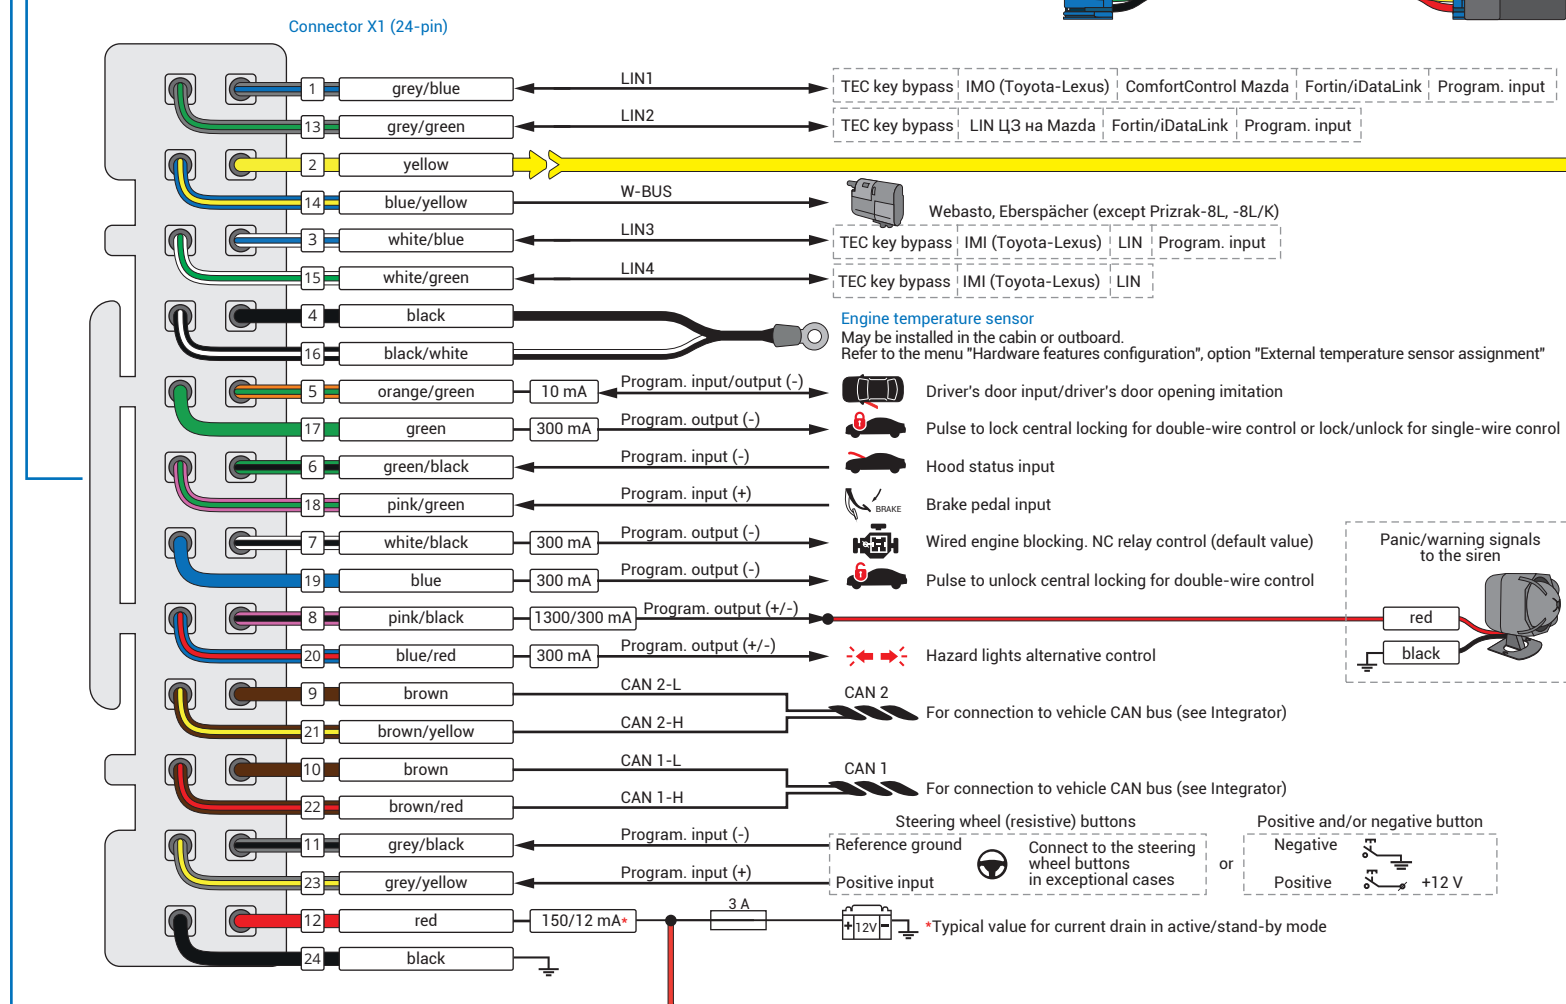 Connector X1 (24-pin)
1 grey/blue LIN1 TEC key bypass IMO (Toyota-Lexus) ComfortControl Mazda Fortin/iDataLink Program. input
13 grey/green LIN2 TEC key bypass LIN ЦЗ на Mazda Fortin/iDataLink Program. input
2 yellow
14 blue/yellow W-BUS Webasto, Eberspächer (except Prizrak-8L, -8L/K)
3 white/blue LIN3 TEC key bypass IMI (Toyota-Lexus) LIN Program. input
15 white/green LIN4 TEC key bypass IMI (Toyota-Lexus) LIN
4 black
16 black/white
Engine temperature sensor
May be installed in the cabin or outboard.
Refer to the menu "Hardware features configuration", option "External temperature sensor assignment"
5 orange/green 10 mA Program. input/output (-) Driver's door input/driver's door opening imitation
17 green 300 mA Program. output (-) Pulse to lock central locking for double-wire control or lock/unlock for single-wire conrol
6 green/black Program. input (-) Hood status input
18 pink/green Program. input (+) BRAKE Brake pedal input
7 white/black 300 mA Program. output (-) Wired engine blocking. NC relay control (default value)
19 blue 300 mA Program. output (-) Pulse to unlock central locking for double-wire control
Panic/warning signals
to the siren
8 pink/black 1300/300 mA Program. output (+/-) red
black
20 blue/red 300 mA Program. output (+/-) Hazard lights alternative control
9 brown CAN 2-L CAN 2
21 brown/yellow CAN 2-H For connection to vehicle CAN bus (see Integrator)
10 brown CAN 1-L CAN 1
22 brown/red CAN 1-H For connection to vehicle CAN bus (see Integrator)
Steering wheel (resistive) buttons Positive and/or negative button
11 grey/black Program. input (-) Reference ground
23 grey/yellow Program. input (+) Positive input
Connect to the steering
wheel buttons
in exceptional cases
or
Negative
Positive +12 V
12 red 150/12 mA* 3 A + 12V - *Typical value for current drain in active/stand-by mode
24 black